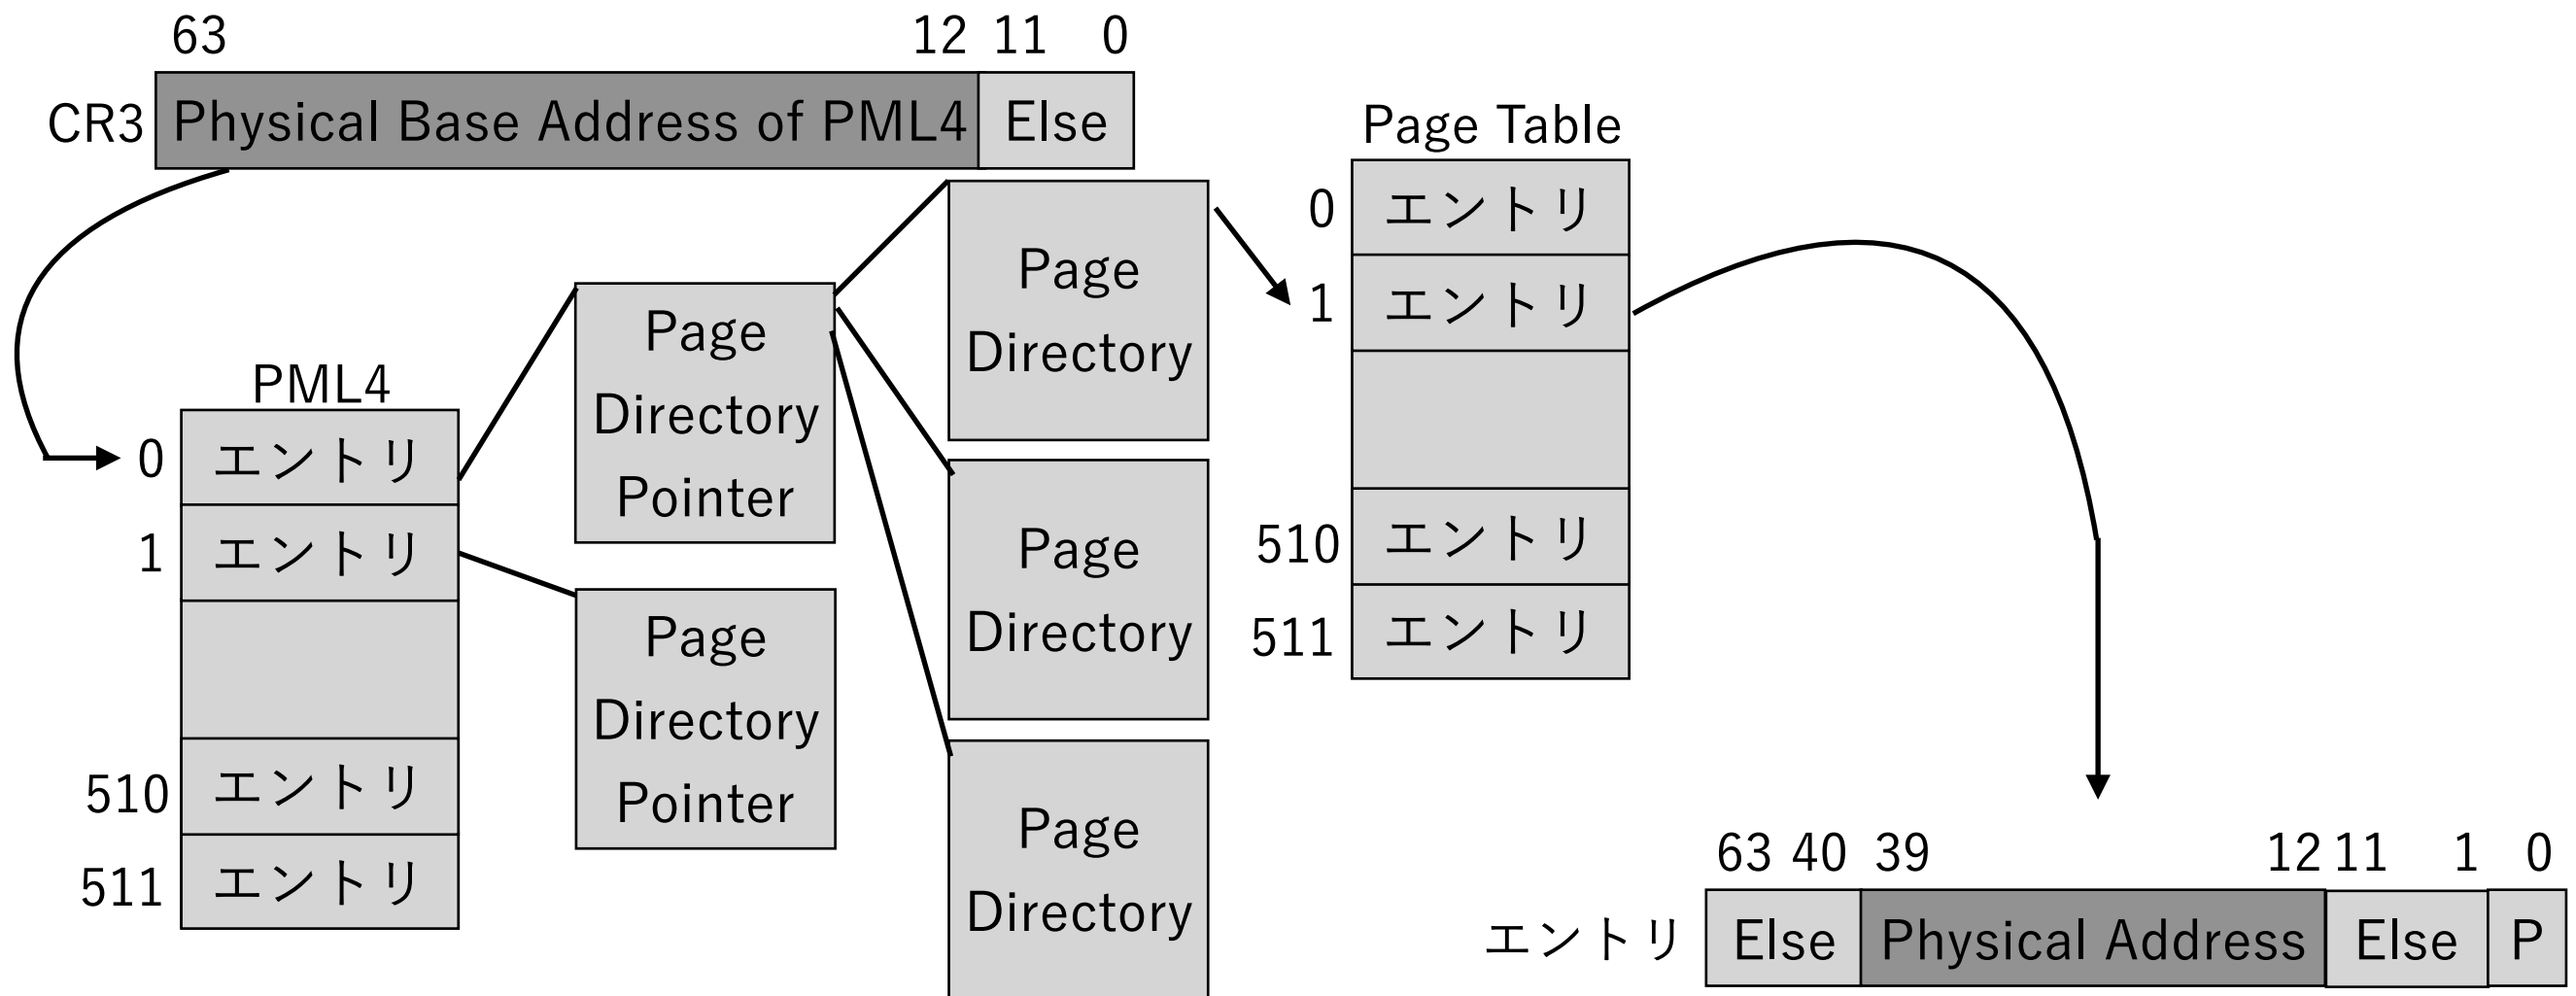 63 12 11 0
CR3 Physical Base Address of PML4 Else
PML4
0 エントリ
1 エントリ
510 エントリ
511 エントリ
Page
Directory
Pointer
Page
Directory
Pointer
Page
Directory
Page
Directory
Page
Directory
Page Table
0 エントリ
1 エントリ
510 エントリ
511 エントリ
63 40 39 12 11 1 0
エントリ Else Physical Address Else P